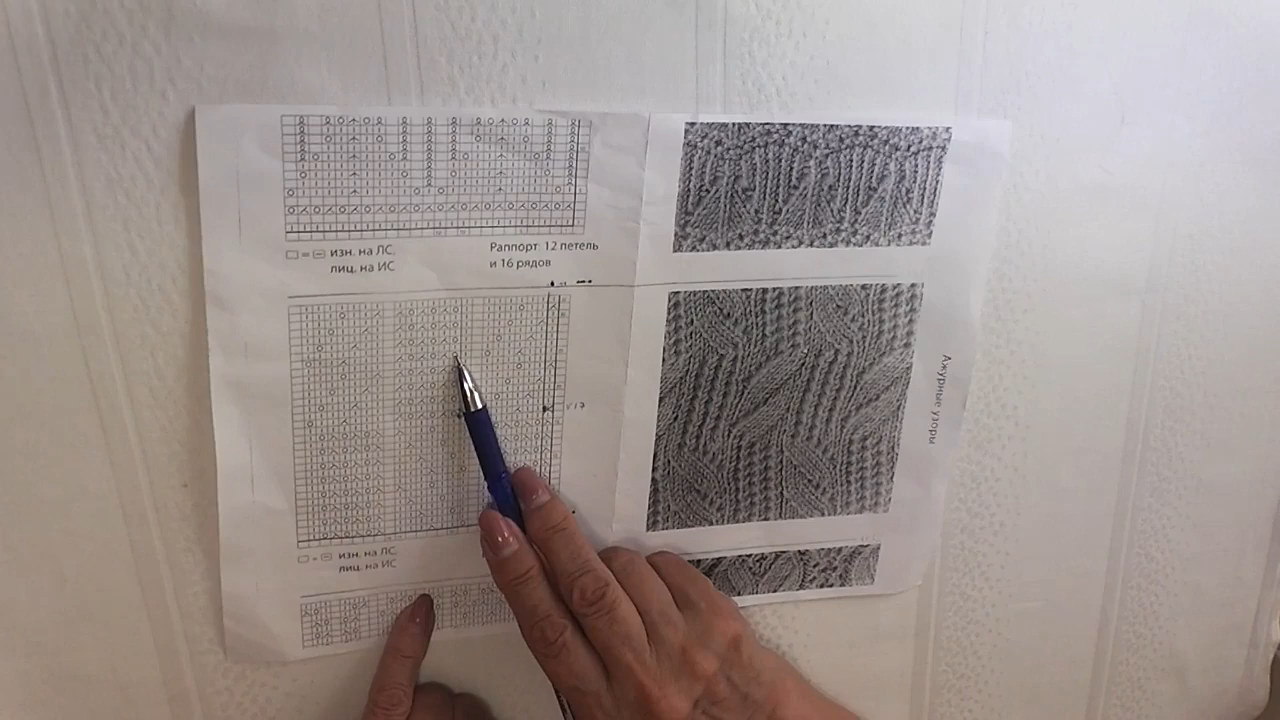 □ = ⊟ изн. на ЛС,
лиц. на ИС
Раппорт 12 петель
и 16 рядов
Ажурные узоры
□ = ⊟ изн. на ЛС,
лиц. на ИС